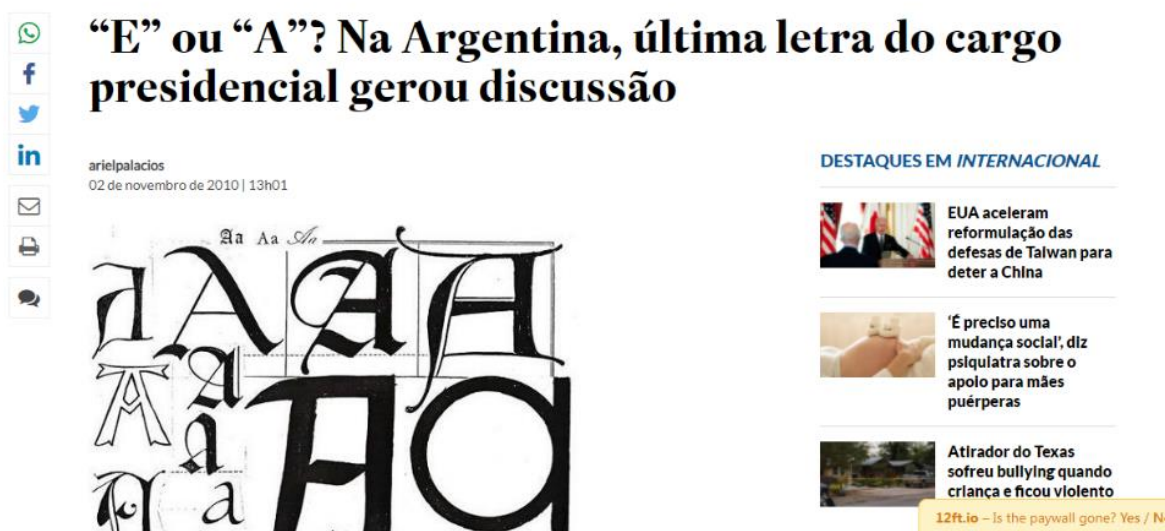 “E” ou “A”? Na Argentina, última letra do cargo
presidencial gerou discussão
arielpalacios
02 de novembro de 2010 | 13h01
Aa Aa Aa
DESTAQUES EM INTERNACIONAL
EUA aceleram
reformulação das
defesas de Taiwan para
deter a China
‘É preciso uma
mudança social’, diz
psiquiatra sobre o
apoio para mães
puérperas
Atirador do Texas
sofreu bullying quando
criança e ficou violento
12ft.io – Is the paywall gone? Yes / N